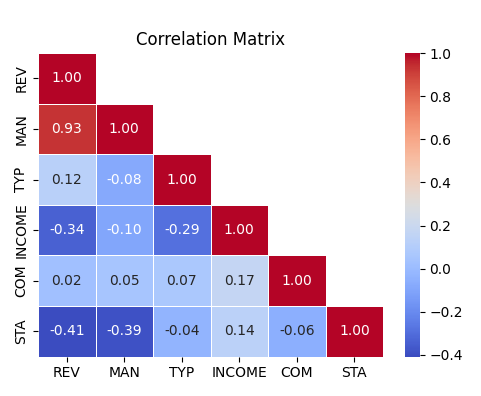 Correlation Matrix
REV 1.00
MAN 0.93 1.00
TYP 0.12 -0.08 1.00
INCOME -0.34 -0.10 -0.29 1.00
COM 0.02 0.05 0.07 0.17 1.00
STA -0.41 -0.39 -0.04 0.14 -0.06 1.00
REV MAN TYP INCOME COM STA
1.0
0.8
0.6
0.4
0.2
0.0
−0.2
−0.4